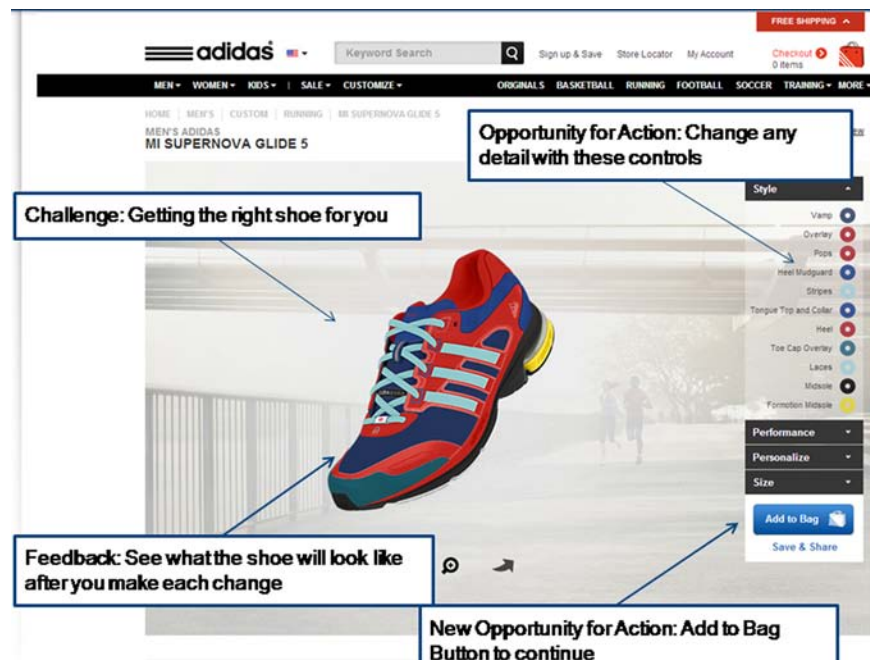 FREE SHIPPING
adidas
Keyword Search
Sign up & Save Store Locator My Account
Checkout
0 items
MEN WOMEN KIDS | SALE CUSTOMIZE
ORIGINALS BASKETBALL RUNNING FOOTBALL SOCCER TRAINING MORE
HOME | MEN'S | CUSTOM | RUNNING | MI SUPERNOVA GLIDE 5
MEN'S ADIDAS
MI SUPERNOVA GLIDE 5
Opportunity for Action: Change any
detail with these controls
Challenge: Getting the right shoe for you
Style
Vamp
Overlay
Pops
Heel Mudguard
Stripes
Tongue Top and Collar
Heel
Toe Cap Overlay
Laces
Midsole
Formotion Midsole
Performance
Personalize
Size
Add to Bag
Save & Share
Feedback: See what the shoe will look like
after you make each change
New Opportunity for Action: Add to Bag
Button to continue